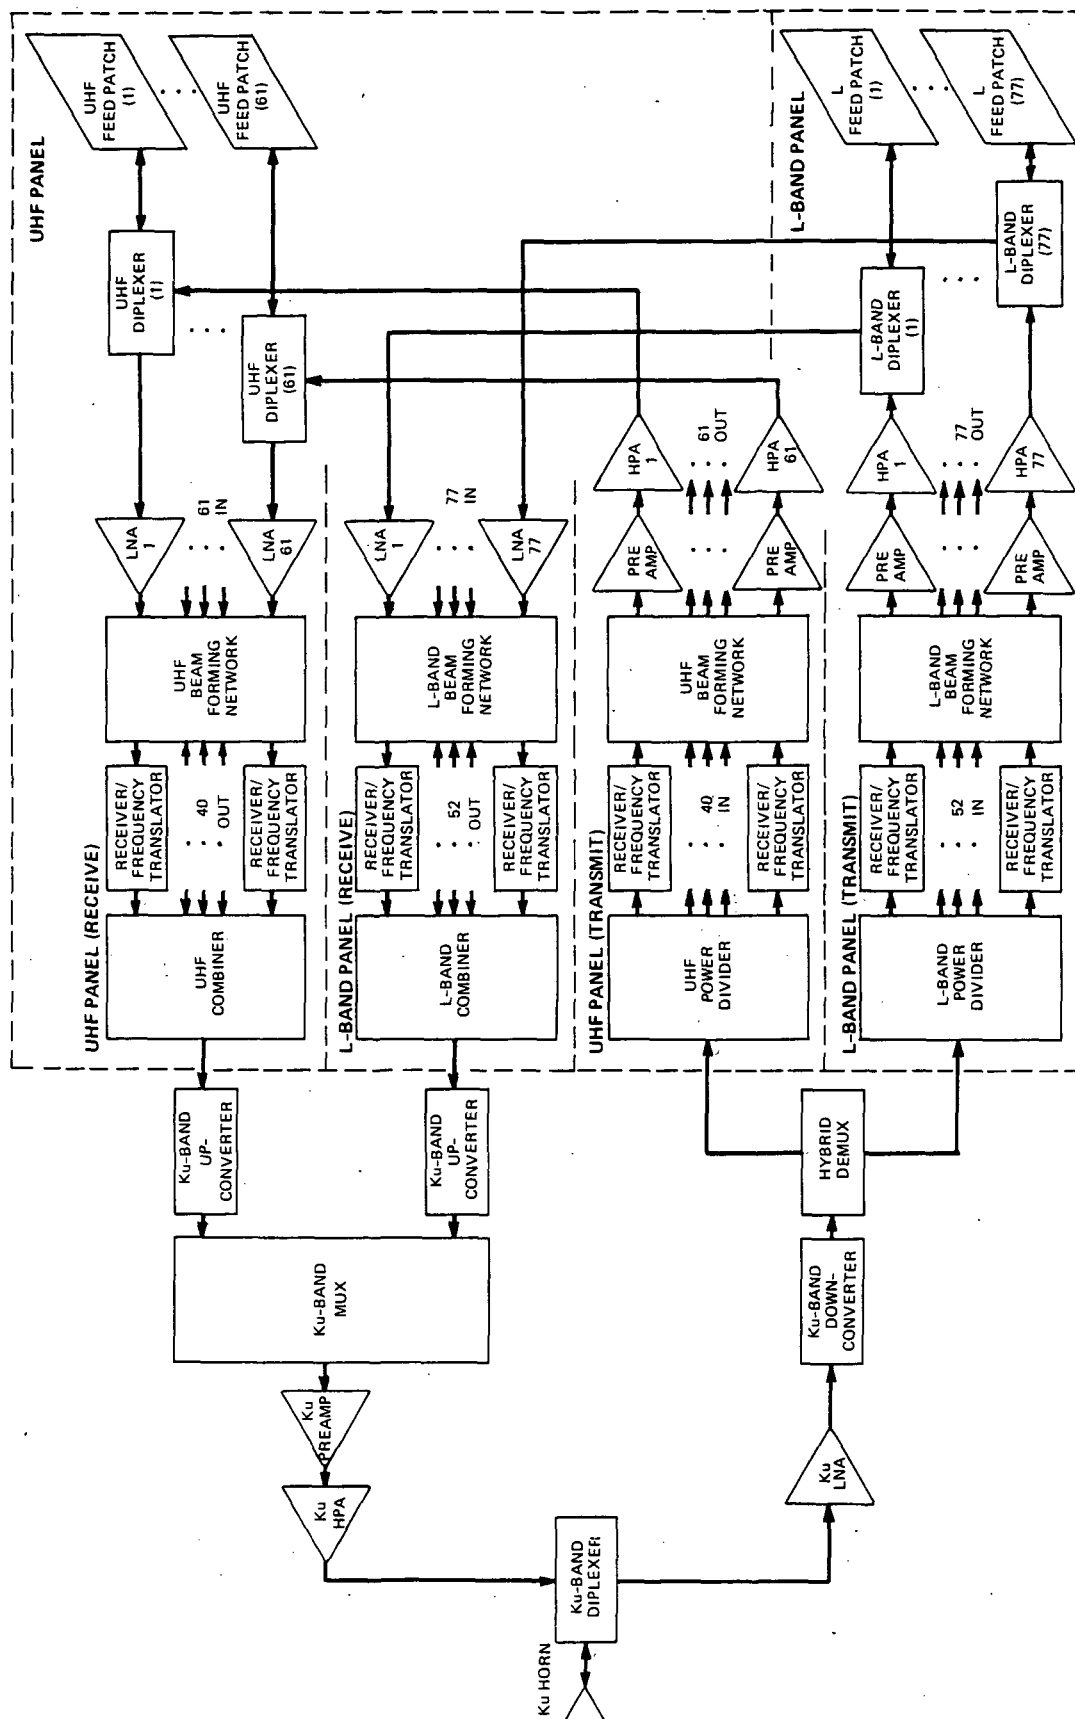 UHF PANEL
UHF
FEED PATCH
(1)
. . .
UHF
FEED PATCH
(61)
UHF
DIPLEXER
(1)
. . .
UHF
DIPLEXER
(61)
L-BAND PANEL
L
FEED PATCH
(1)
. . .
L
FEED PATCH
(77)
L-BAND
DIPLEXER
(1)
. . .
L-BAND
DIPLEXER
(77)
UHF PANEL (RECEIVE)
LNA
1
61
IN
. . .
LNA
61
UHF
BEAM
FORMING
NETWORK
RECEIVER/
FREQUENCY
TRANSLATOR
40
. . .
OUT
RECEIVER/
FREQUENCY
TRANSLATOR
UHF
COMBINER
L-BAND PANEL (RECEIVE)
LNA
1
77
IN
. . .
LNA
77
L-BAND
BEAM
FORMING
NETWORK
RECEIVER/
FREQUENCY
TRANSLATOR
52
. . .
OUT
RECEIVER/
FREQUENCY
TRANSLATOR
L-BAND
COMBINER
UHF PANEL (TRANSMIT)
HPA
1
61
OUT
. . .
HPA
61
PRE
AMP
. . .
PRE
AMP
UHF
BEAM
FORMING
NETWORK
RECEIVER/
FREQUENCY
TRANSLATOR
40
. . .
IN
RECEIVER/
FREQUENCY
TRANSLATOR
UHF
POWER
DIVIDER
L-BAND PANEL (TRANSMIT)
HPA
1
77
OUT
. . .
HPA
77
PRE
AMP
. . .
PRE
AMP
L-BAND
BEAM
FORMING
NETWORK
RECEIVER/
FREQUENCY
TRANSLATOR
52
. . .
IN
RECEIVER/
FREQUENCY
TRANSLATOR
L-BAND
POWER
DIVIDER
Ku-BAND
UP-
CONVERTER
Ku-BAND
UP-
CONVERTER
HYBRID
DEMUX
Ku-BAND
MUX
Ku-BAND
DOWN-
CONVERTER
Ku
PREAMP
Ku
HPA
Ku
LNA
Ku-BAND
DIPLEXER
Ku HORN